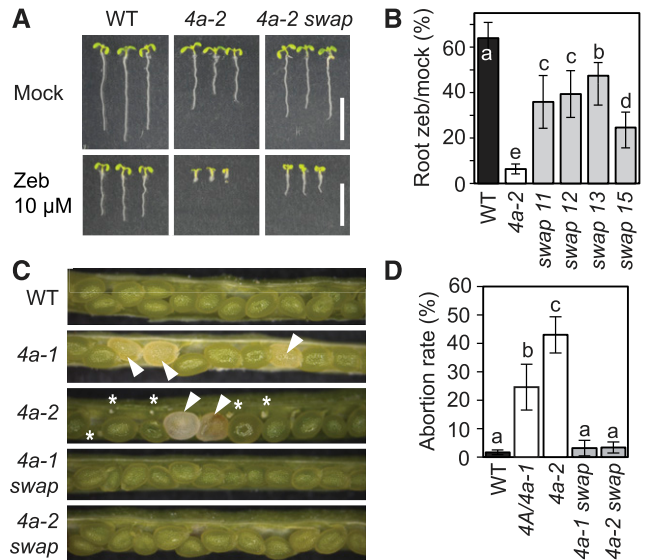 A
WT 4a-2 4a-2 swap
Mock
Zeb
10 µM
B
Root zeb/mock (%)
60
40
20
0
a
e
c
c
b
d
WT
4a-2
swap 11
swap 12
swap 13
swap 15
C
WT
4a-1
4a-2
* * * * *
4a-1
swap
4a-2
swap
D
Abortion rate (%)
60
50
40
30
20
10
0
a
b
c
a
a
WT
4A/4a-1
4a-2
4a-1 swap
4a-2 swap